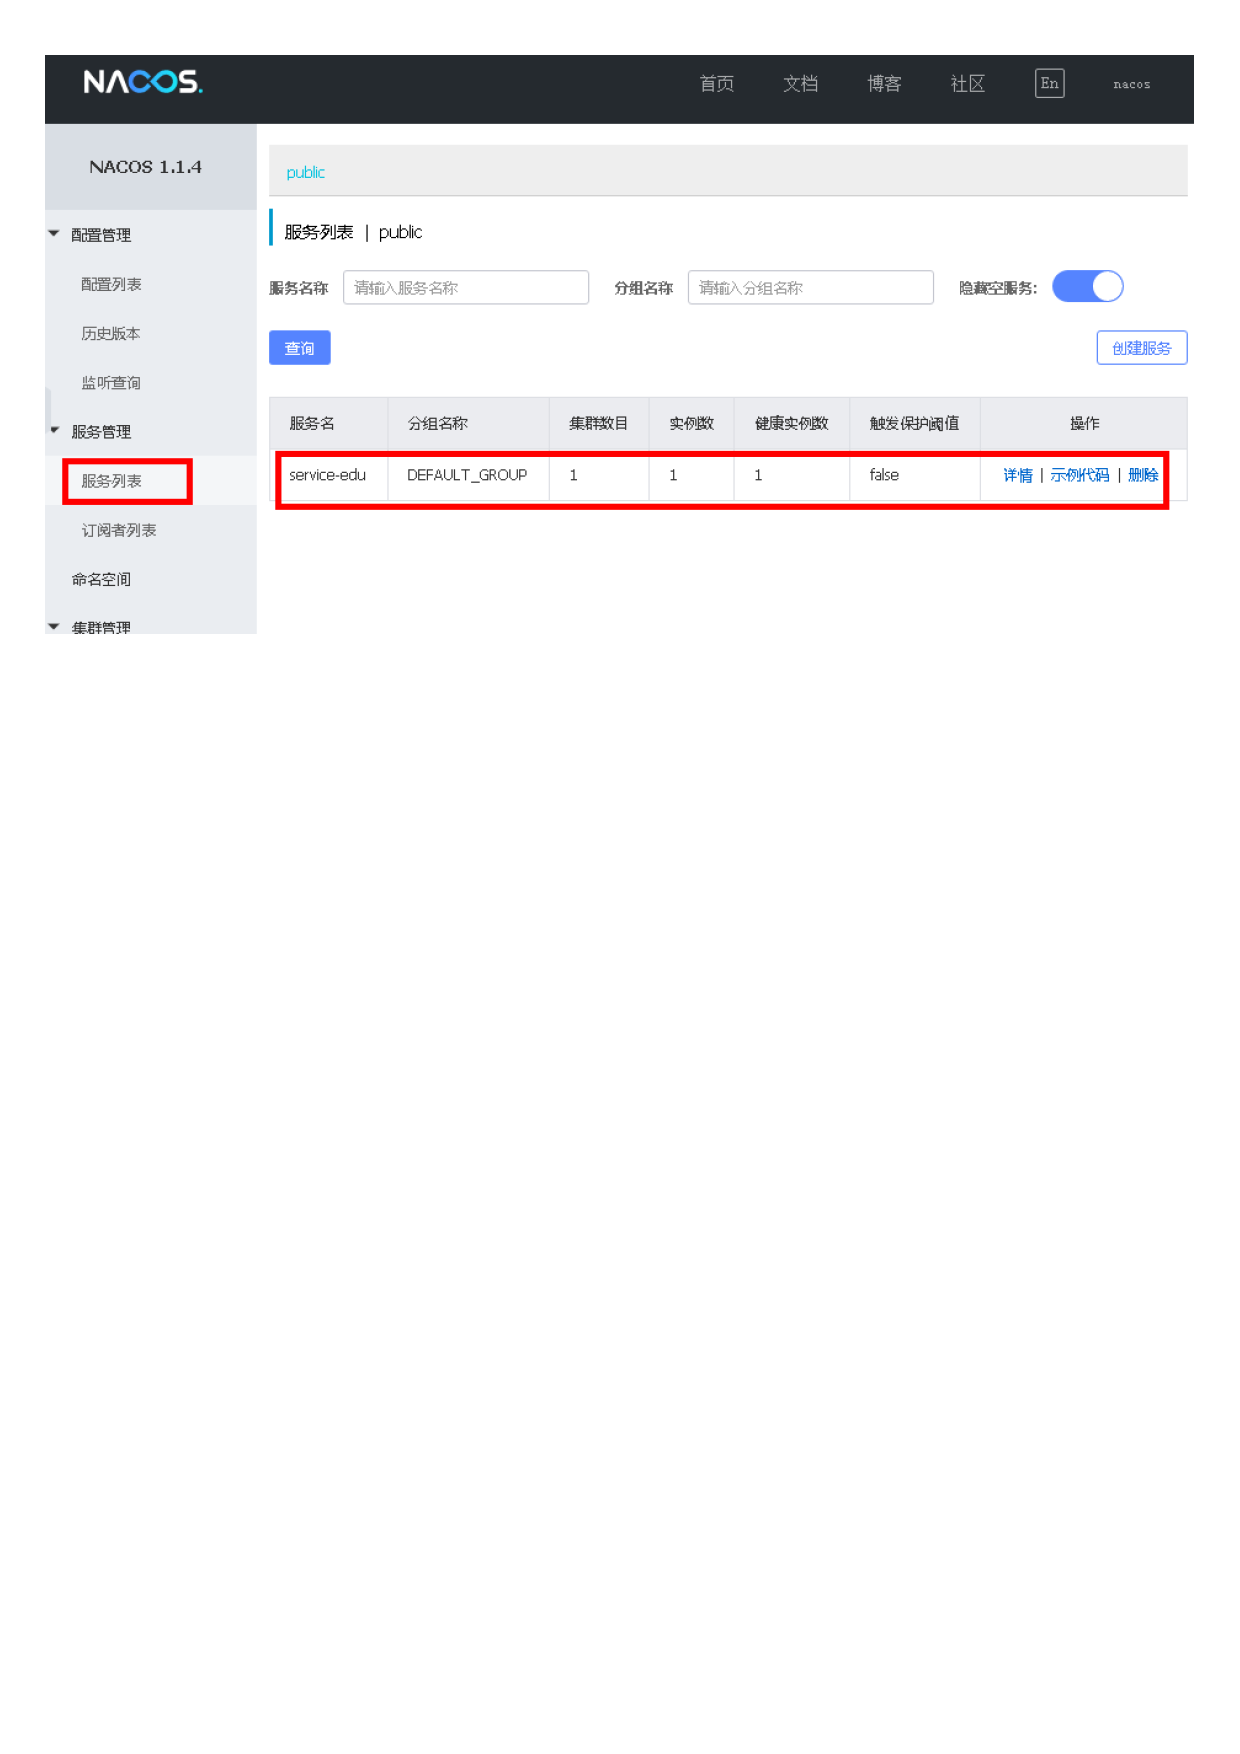 NACOS. 首页 文档 博客 社区 En nacos
NACOS 1.1.4
public
配置管理
服务列表 | public
配置列表
服务名称 请输入服务名称 分组名称 请输入分组名称 隐藏空服务:
历史版本
查询 创建服务
监听查询
服务名 分组名称 集群数目 实例数 健康实例数 触发保护阈值 操作
服务管理
service-edu DEFAULT_GROUP 1 1 1 false 详情 | 示例代码 | 删除
服务列表
订阅者列表
命名空间
集群管理